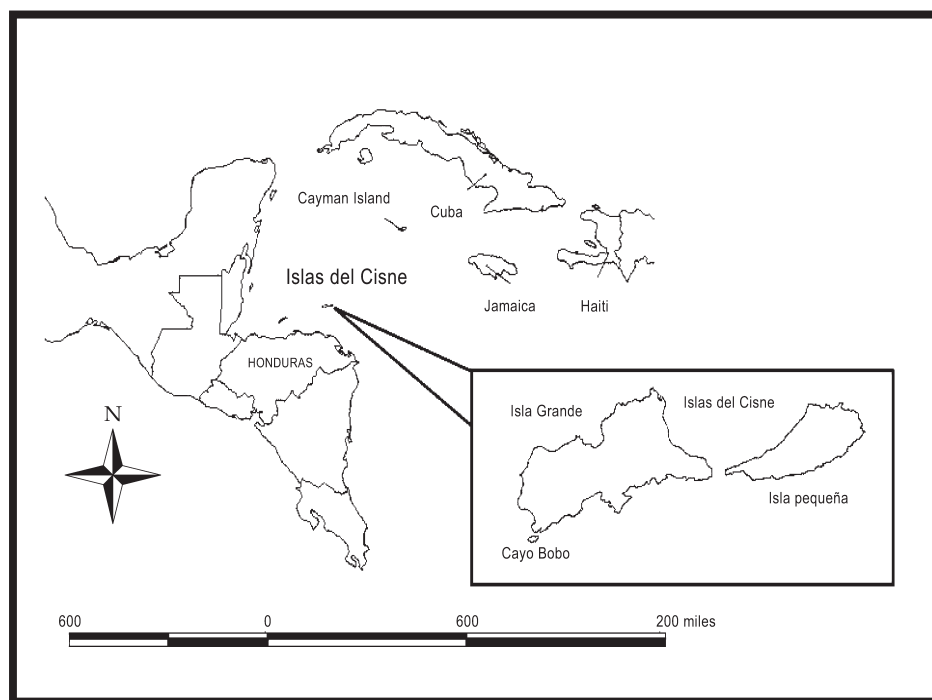 Cayman Island
Cuba
Islas del Cisne
Jamaica
Haiti
HONDURAS
Isla Grande
Islas del Cisne
Isla pequeña
Cayo Bobo
N
600 0 600 200 miles